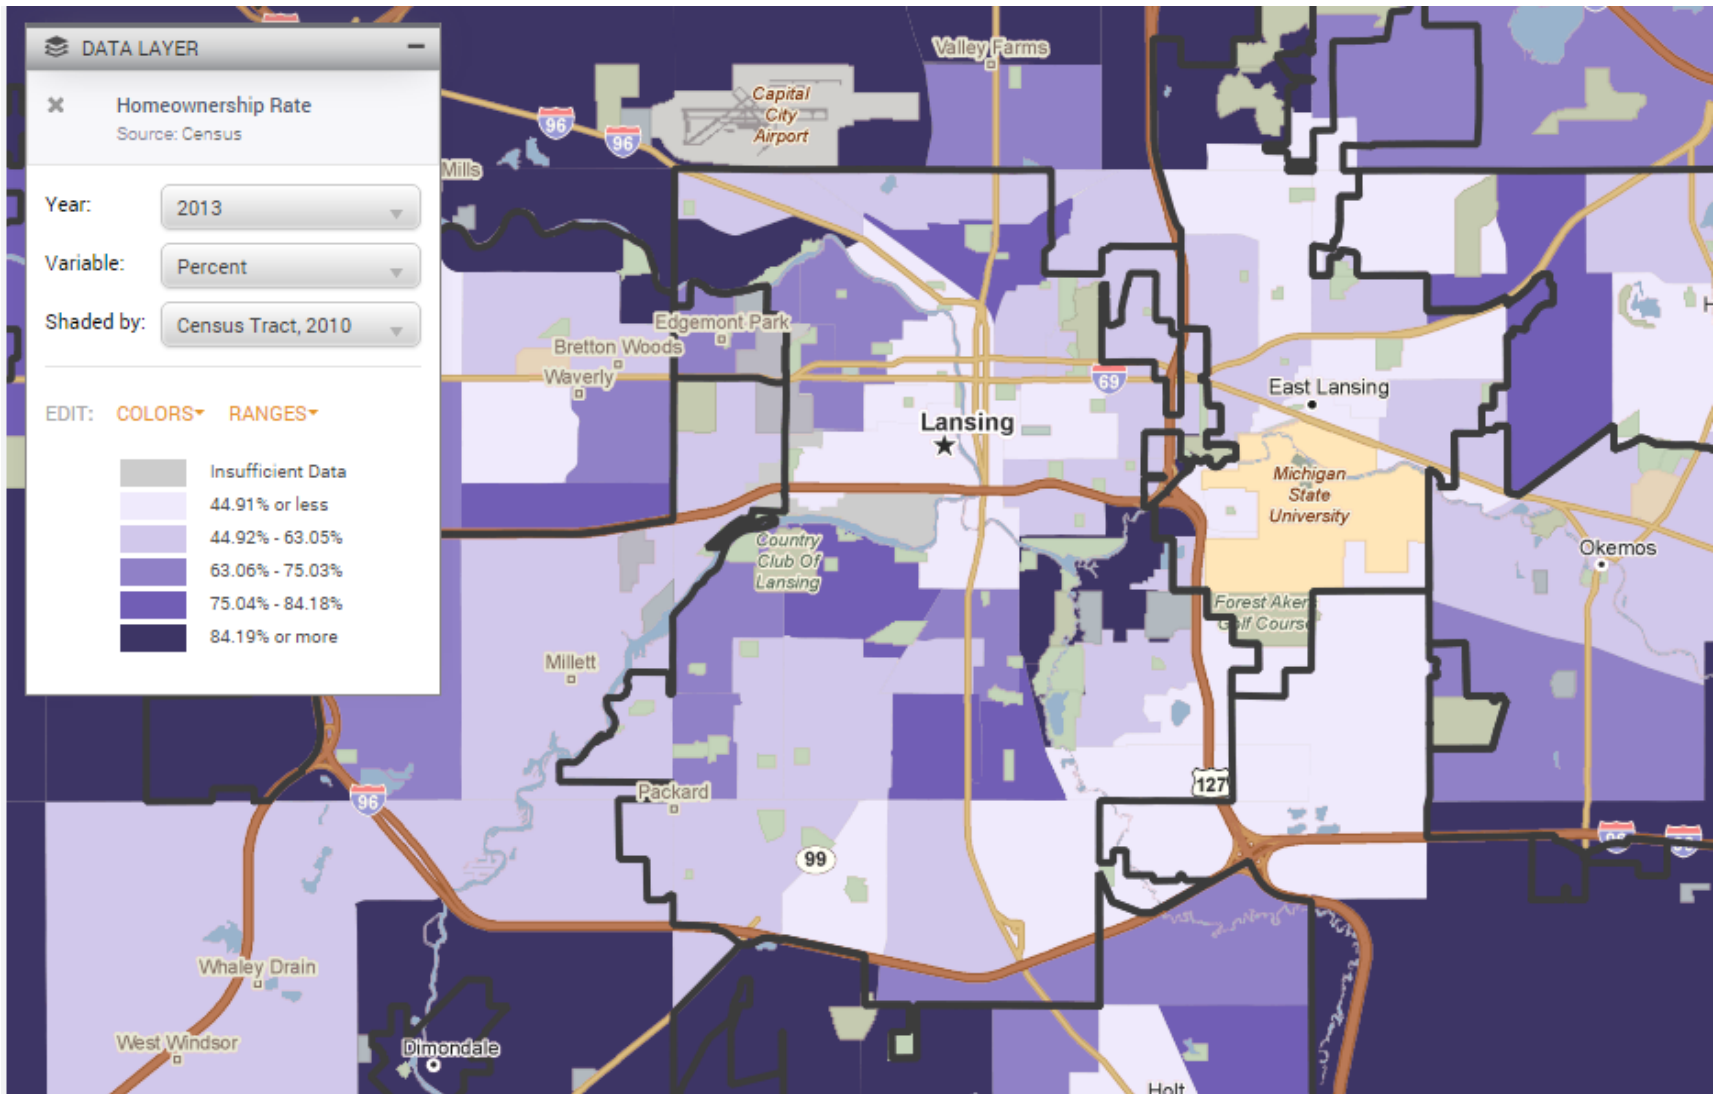 DATA LAYER
Homeownership Rate
Source: Census
Year:
2013
Variable:
Percent
Shaded by:
Census Tract, 2010
EDIT:
COLORS
RANGES
Insufficient Data
44.91% or less
44.92% - 63.05%
63.06% - 75.03%
75.04% - 84.18%
84.19% or more
Valley Farms
Capital
City
Airport
96
96
Mills
Edgemont Park
Bretton Woods
Waverly
69
East Lansing
Lansing
Michigan
State
University
Country
Club Of
Lansing
Okemos
Forest Aker
Golf Course
Millett
127
Packard
96
99
Whaley Drain
West Windsor
Dimondale
Holt